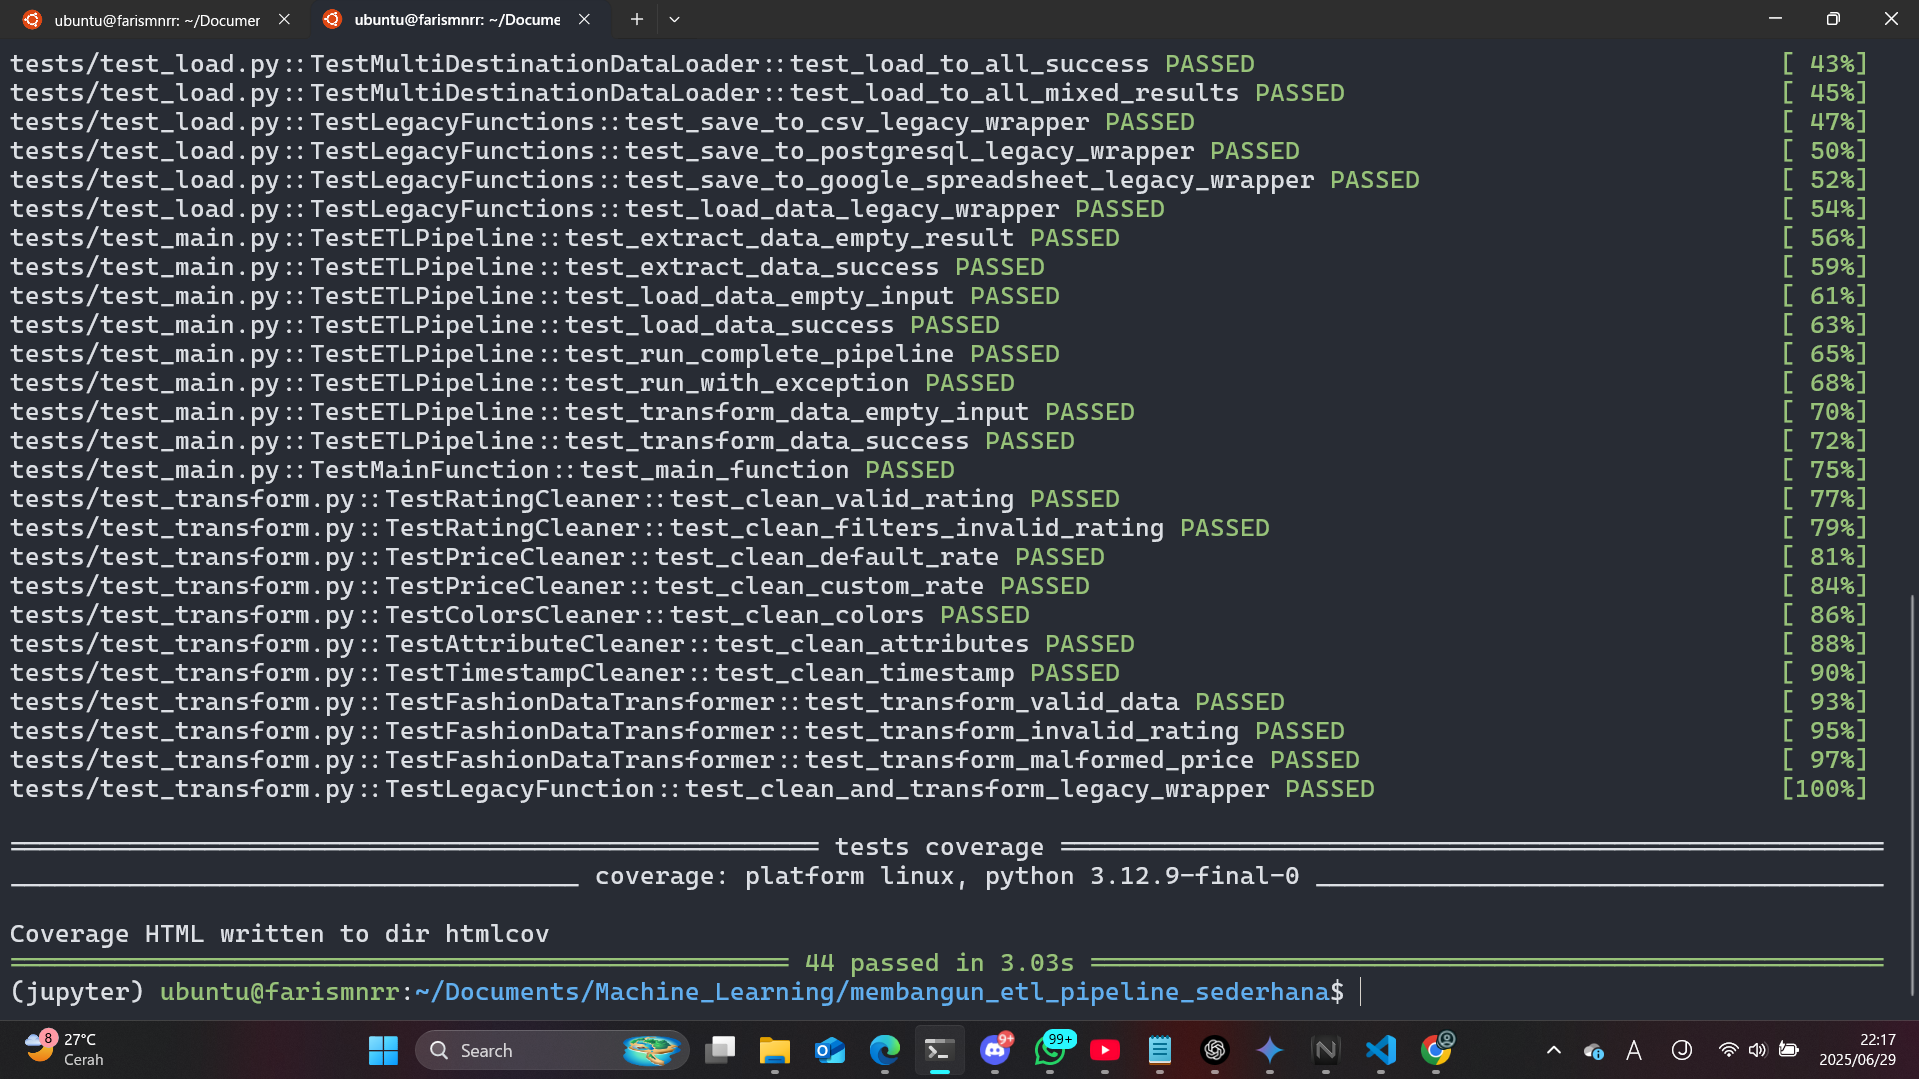 ubuntu@farismnrr: ~/Documer
ubuntu@farismnrr: ~/Docume
tests/test_load.py::TestMultiDestinationDataLoader::test_load_to_all_success PASSED [ 43%]
tests/test_load.py::TestMultiDestinationDataLoader::test_load_to_all_mixed_results PASSED [ 45%]
tests/test_load.py::TestLegacyFunctions::test_save_to_csv_legacy_wrapper PASSED [ 47%]
tests/test_load.py::TestLegacyFunctions::test_save_to_postgresql_legacy_wrapper PASSED [ 50%]
tests/test_load.py::TestLegacyFunctions::test_save_to_google_spreadsheet_legacy_wrapper PASSED [ 52%]
tests/test_load.py::TestLegacyFunctions::test_load_data_legacy_wrapper PASSED [ 54%]
tests/test_main.py::TestETLPipeline::test_extract_data_empty_result PASSED [ 56%]
tests/test_main.py::TestETLPipeline::test_extract_data_success PASSED [ 59%]
tests/test_main.py::TestETLPipeline::test_load_data_empty_input PASSED [ 61%]
tests/test_main.py::TestETLPipeline::test_load_data_success PASSED [ 63%]
tests/test_main.py::TestETLPipeline::test_run_complete_pipeline PASSED [ 65%]
tests/test_main.py::TestETLPipeline::test_run_with_exception PASSED [ 68%]
tests/test_main.py::TestETLPipeline::test_transform_data_empty_input PASSED [ 70%]
tests/test_main.py::TestETLPipeline::test_transform_data_success PASSED [ 72%]
tests/test_main.py::TestMainFunction::test_main_function PASSED [ 75%]
tests/test_transform.py::TestRatingCleaner::test_clean_valid_rating PASSED [ 77%]
tests/test_transform.py::TestRatingCleaner::test_clean_filters_invalid_rating PASSED [ 79%]
tests/test_transform.py::TestPriceCleaner::test_clean_default_rate PASSED [ 81%]
tests/test_transform.py::TestPriceCleaner::test_clean_custom_rate PASSED [ 84%]
tests/test_transform.py::TestColorsCleaner::test_clean_colors PASSED [ 86%]
tests/test_transform.py::TestAttributeCleaner::test_clean_attributes PASSED [ 88%]
tests/test_transform.py::TestTimestampCleaner::test_clean_timestamp PASSED [ 90%]
tests/test_transform.py::TestFashionDataTransformer::test_transform_valid_data PASSED [ 93%]
tests/test_transform.py::TestFashionDataTransformer::test_transform_invalid_rating PASSED [ 95%]
tests/test_transform.py::TestFashionDataTransformer::test_transform_malformed_price PASSED [ 97%]
tests/test_transform.py::TestLegacyFunction::test_clean_and_transform_legacy_wrapper PASSED [100%]
tests coverage
coverage: platform linux, python 3.12.9-final-0
Coverage HTML written to dir htmlcov
44 passed in 3.03s
(jupyter) ubuntu@farismnrr:~/Documents/Machine_Learning/membangun_etl_pipeline_sederhana$
8
27°C
Cerah
Search
9+
99+
22:17
2025/06/29